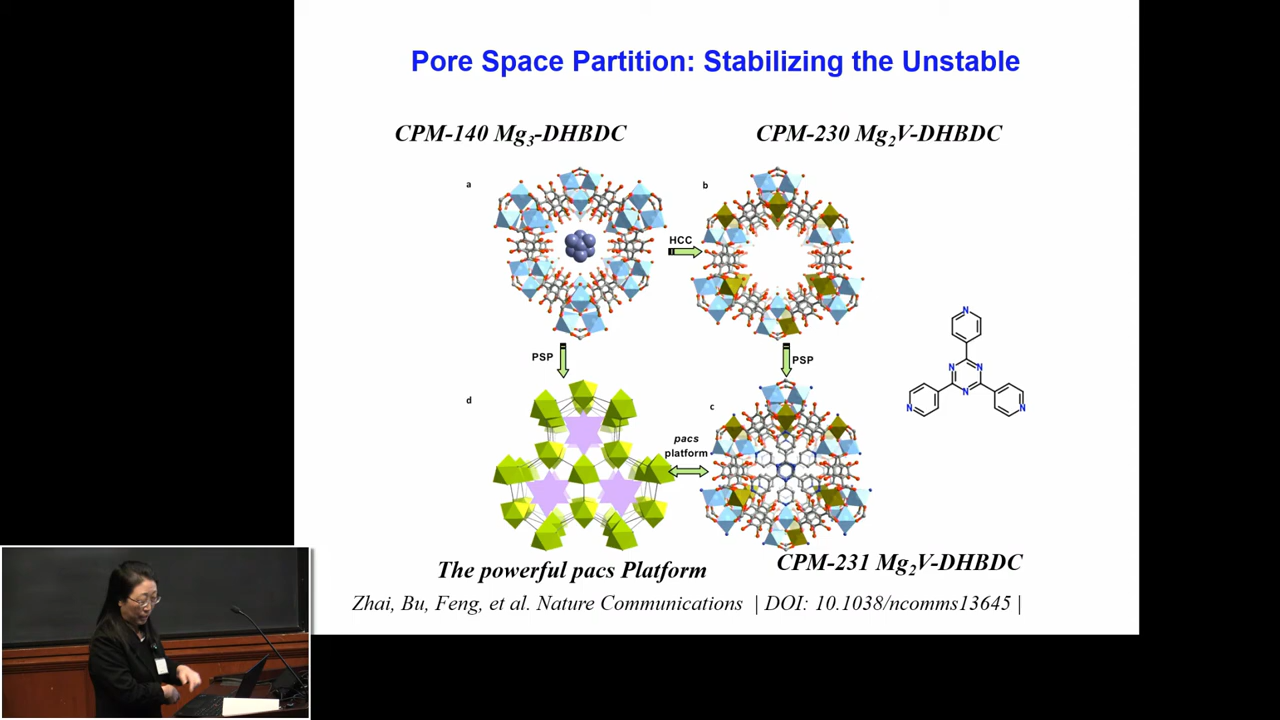 Pore Space Partition: Stabilizing the Unstable
CPM-140 Mg3-DHBDC
CPM-230 Mg2V-DHBDC
a
b
HCC
PSP
PSP
d
c
pacs
platform
N
N
N
N
N
N
The powerful pacs Platform
CPM-231 Mg2V-DHBDC
Zhai, Bu, Feng, et al. Nature Communications | DOI: 10.1038/ncomms13645 |